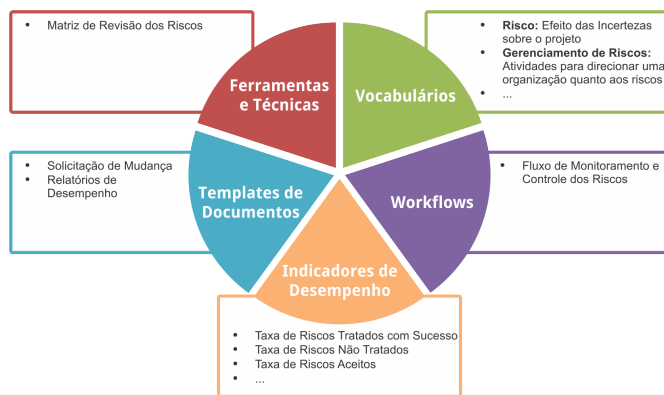 • Matriz de Revisão dos Riscos
Ferramentas
e Técnicas
Vocabulários
• Risco: Efeito das Incertezas
sobre o projeto
• Gerenciamento de Riscos:
Atividades para direcionar uma
organização quanto aos riscos
• ...
• Solicitação de Mudança
• Relatórios de
Desempenho
Templates de
Documentos
Workflows
• Fluxo de Monitoramento e
Controle dos Riscos
Indicadores de
Desempenho
• Taxa de Riscos Tratados com Sucesso
• Taxa de Riscos Não Tratados
• Taxa de Riscos Aceitos
• ...